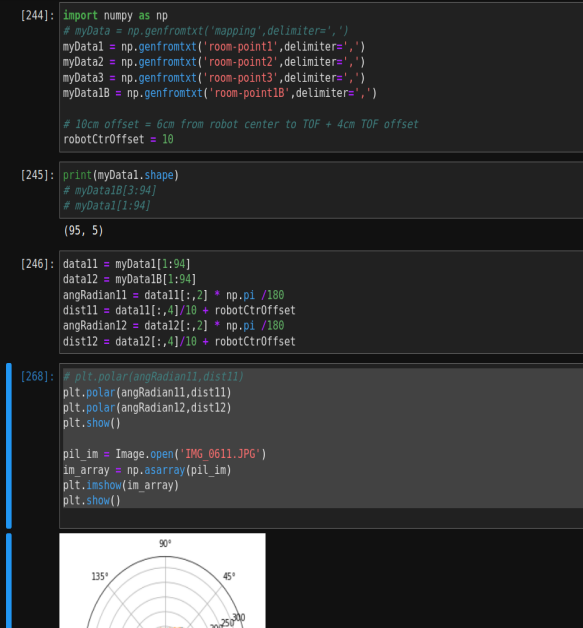 [244]: import numpy as np
# myData = np.genfromtxt('mapping',delimiter=',')
myData1 = np.genfromtxt('room-point1',delimiter=',')
myData2 = np.genfromtxt('room-point2',delimiter=',')
myData3 = np.genfromtxt('room-point3',delimiter=',')
myData1B = np.genfromtxt('room-point1B',delimiter=',')
# 10cm offset = 6cm from robot center to TOF + 4cm TOF offset
robotCtrOffset = 10
[245]: print(myData1.shape)
# myData1B[3:94]
# myData1[1:94]
(95, 5)
[246]: data11 = myData1[1:94]
data12 = myData1B[1:94]
angRadian11 = data11[:,2] * np.pi /180
dist11 = data11[:,4]/10 + robotCtrOffset
angRadian12 = data12[:,2] * np.pi /180
dist12 = data12[:,4]/10 + robotCtrOffset
[268]: # plt.polar(angRadian11,dist11)
plt.polar(angRadian11,dist11)
plt.polar(angRadian12,dist12)
plt.show()
pil_im = Image.open('IMG_0611.JPG')
im_array = np.asarray(pil_im)
plt.imshow(im_array)
plt.show()
90°
135° 45°
300
250